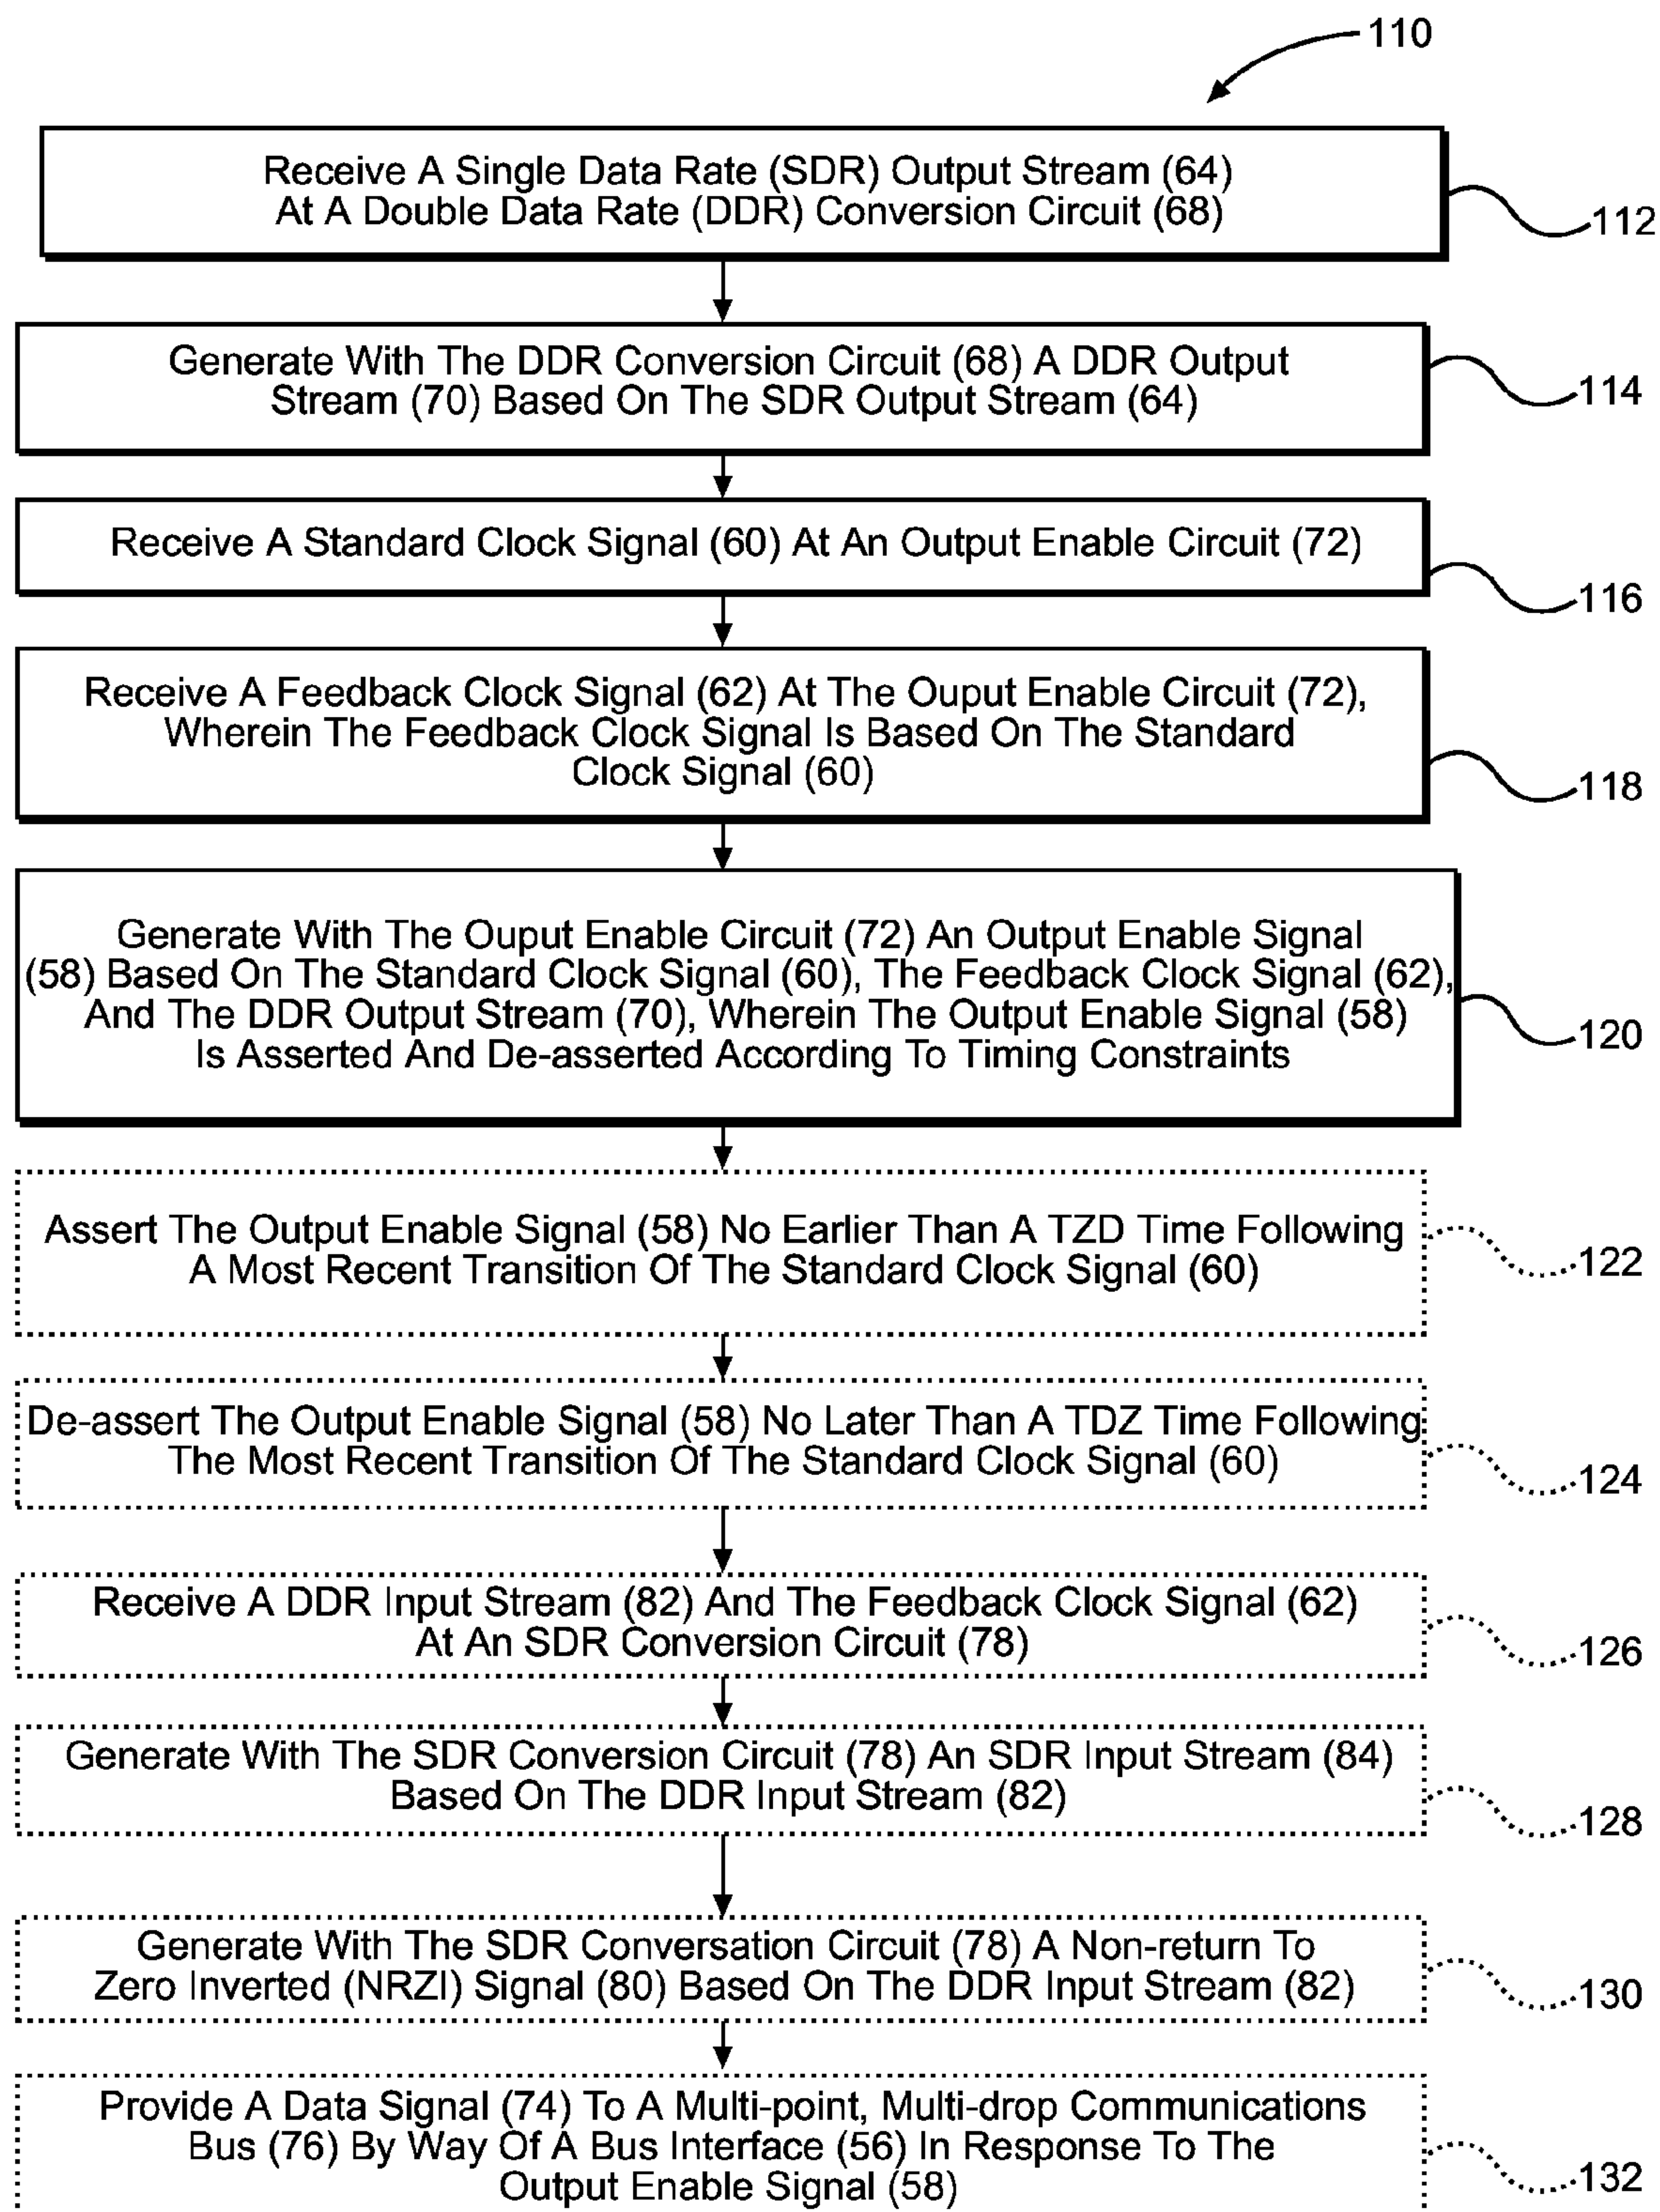 110
Receive A Single Data Rate (SDR) Output Stream (64)
At A Double Data Rate (DDR) Conversion Circuit (68)
112
Generate With The DDR Conversion Circuit (68) A DDR Output
Stream (70) Based On The SDR Output Stream (64)
114
Receive A Standard Clock Signal (60) At An Output Enable Circuit (72)
116
Receive A Feedback Clock Signal (62) At The Ouput Enable Circuit (72),
Wherein The Feedback Clock Signal Is Based On The Standard
Clock Signal (60)
118
Generate With The Ouput Enable Circuit (72) An Output Enable Signal
(58) Based On The Standard Clock Signal (60), The Feedback Clock Signal (62),
And The DDR Output Stream (70), Wherein The Output Enable Signal (58)
Is Asserted And De-asserted According To Timing Constraints
120
Assert The Output Enable Signal (58) No Earlier Than A TZD Time Following
A Most Recent Transition Of The Standard Clock Signal (60)
122
De-assert The Output Enable Signal (58) No Later Than A TDZ Time Following
The Most Recent Transition Of The Standard Clock Signal (60)
124
Receive A DDR Input Stream (82) And The Feedback Clock Signal (62)
At An SDR Conversion Circuit (78)
126
Generate With The SDR Conversion Circuit (78) An SDR Input Stream (84)
Based On The DDR Input Stream (82)
128
Generate With The SDR Conversation Circuit (78) A Non-return To
Zero Inverted (NRZI) Signal (80) Based On The DDR Input Stream (82)
130
Provide A Data Signal (74) To A Multi-point, Multi-drop Communications
Bus (76) By Way Of A Bus Interface (56) In Response To The
Output Enable Signal (58)
132